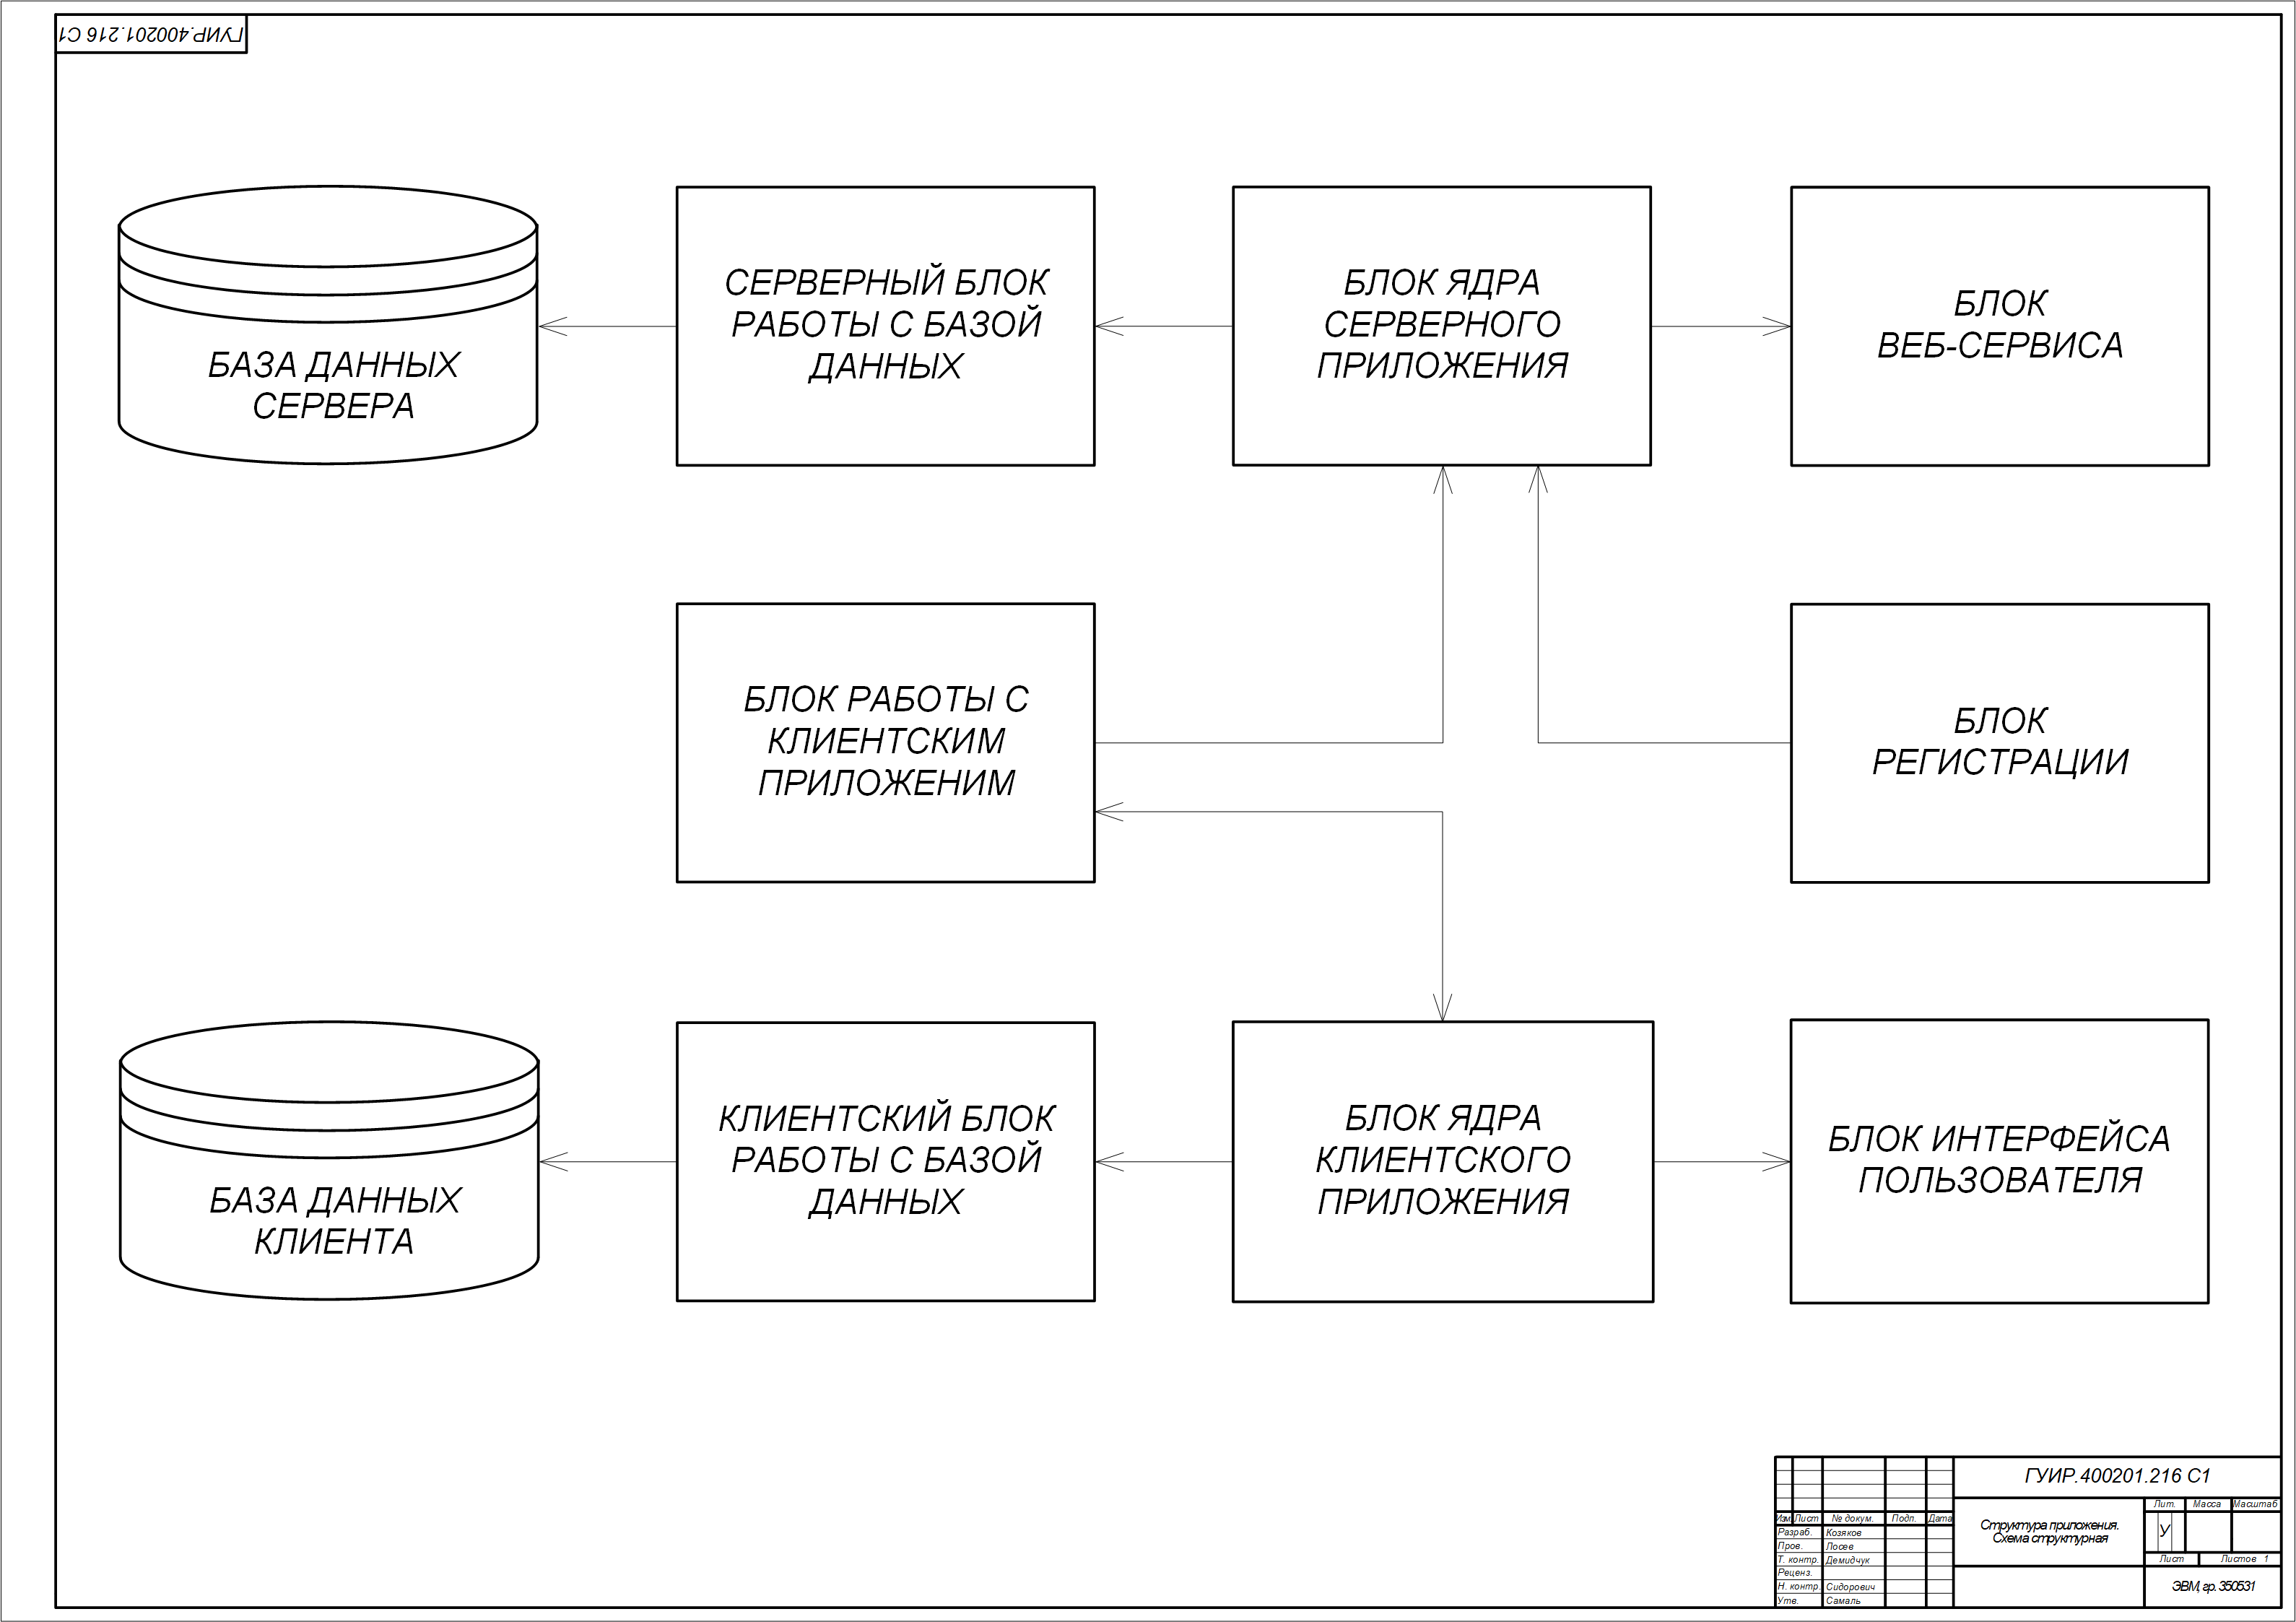 ГУИР.400201.216 С1
БАЗА ДАННЫХ
СЕРВЕРА
СЕРВЕРНЫЙ БЛОК
РАБОТЫ С БАЗОЙ
ДАННЫХ
БЛОК ЯДРА
СЕРВЕРНОГО
ПРИЛОЖЕНИЯ
БЛОК
ВЕБ-СЕРВИСА
БЛОК РАБОТЫ С
КЛИЕНТСКИМ
ПРИЛОЖЕНИМ
БЛОК
РЕГИСТРАЦИИ
БАЗА ДАННЫХ
КЛИЕНТА
КЛИЕНТСКИЙ БЛОК
РАБОТЫ С БАЗОЙ
ДАННЫХ
БЛОК ЯДРА
КЛИЕНТСКОГО
ПРИЛОЖЕНИЯ
БЛОК ИНТЕРФЕЙСА
ПОЛЬЗОВАТЕЛЯ
ГУИР.400201.216 С1
Изм Лист № докум. Подп. Дата
Разраб. Козяков
Пров. Лосев
Т. контр. Демидчук
Реценз.
Н. контр. Сидорович
Утв. Самаль
Структура приложения.
Схема структурная
Лит. Масса Масштаб
У
Лист Листов 1
ЭВМ, гр. 350531